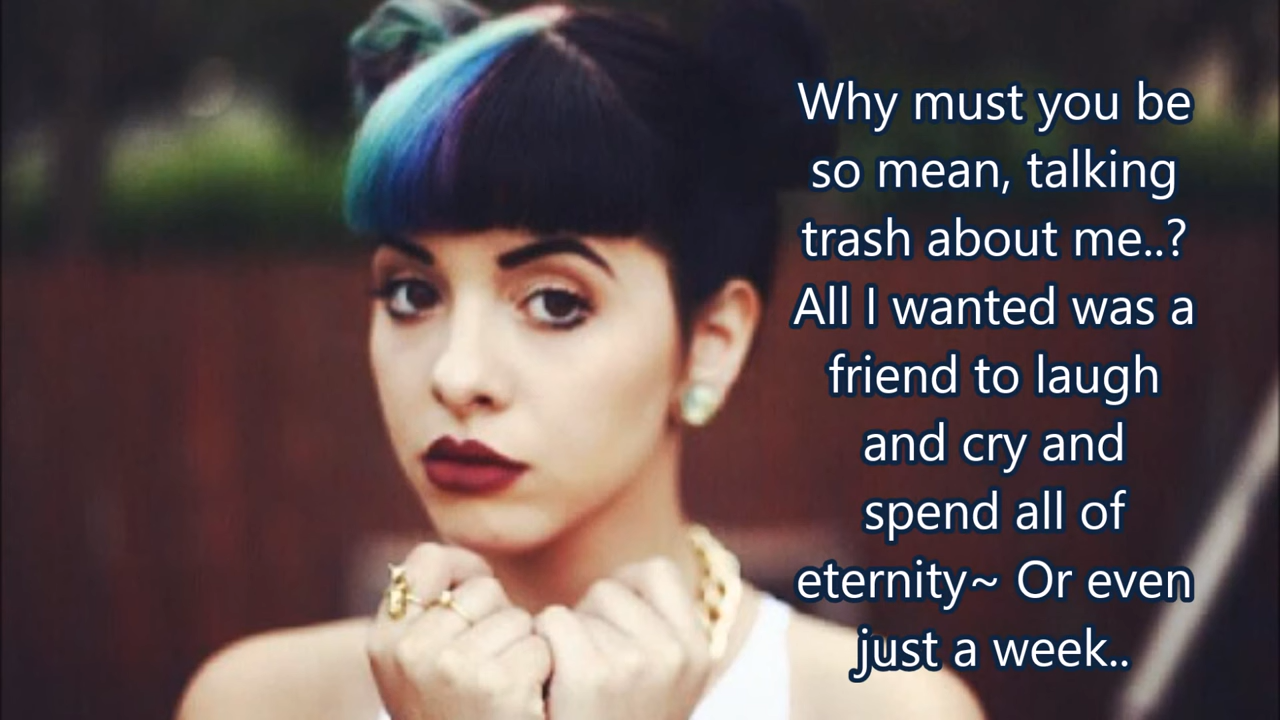 Why must you be
so mean, talking
trash about me..?
All I wanted was a
friend to laugh
and cry and
spend all of
eternity~ Or even
just a week..